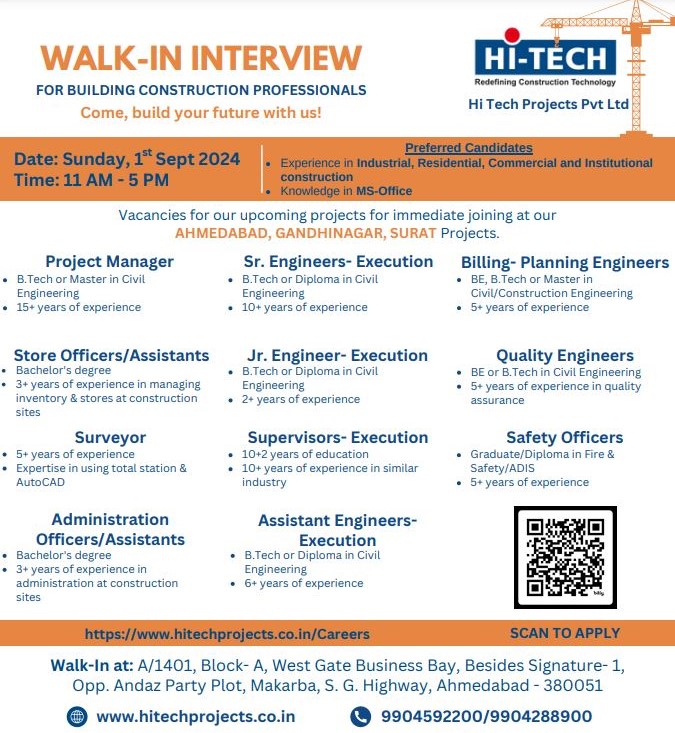 WALK-IN INTERVIEW
FOR BUILDING CONSTRUCTION PROFESSIONALS
Come, build your future with us!
Hi-TECH
Redefining Construction Technology
Hi Tech Projects Pvt Ltd
Date: Sunday, 1st Sept 2024
Time: 11 AM - 5 PM
Preferred Candidates
• Experience in Industrial, Residential, Commercial and Institutional
construction
• Knowledge in MS-Office
Vacancies for our upcoming projects for immediate joining at our
AHMEDABAD, GANDHINAGAR, SURAT Projects.
Project Manager
• B.Tech or Master in Civil
Engineering
• 15+ years of experience
Sr. Engineers- Execution
• B.Tech or Diploma in Civil
Engineering
• 10+ years of experience
Billing- Planning Engineers
• BE, B.Tech or Master in
Civil/Construction Engineering
• 5+ years of experience
Store Officers/Assistants
• Bachelor's degree
• 3+ years of experience in managing
inventory & stores at construction
sites
Jr. Engineer- Execution
• B.Tech or Diploma in Civil
Engineering
• 2+ years of experience
Quality Engineers
• BE or B.Tech in Civil Engineering
• 5+ years of experience in quality
assurance
Surveyor
• 5+ years of experience
• Expertise in using total station &
AutoCAD
Supervisors- Execution
• 10+2 years of education
• 10+ years of experience in similar
industry
Safety Officers
• Graduate/Diploma in Fire &
Safety/ADIS
• 5+ years of experience
Administration
Officers/Assistants
• Bachelor's degree
• 3+ years of experience in
administration at construction
sites
Assistant Engineers-
Execution
• B.Tech or Diploma in Civil
Engineering
• 6+ years of experience
bitly
https://www.hitechprojects.co.in/Careers
SCAN TO APPLY
Walk-In at: A/1401, Block- A, West Gate Business Bay, Besides Signature- 1,
Opp. Andaz Party Plot, Makarba, S. G. Highway, Ahmedabad - 380051
www.hitechprojects.co.in
9904592200/9904288900